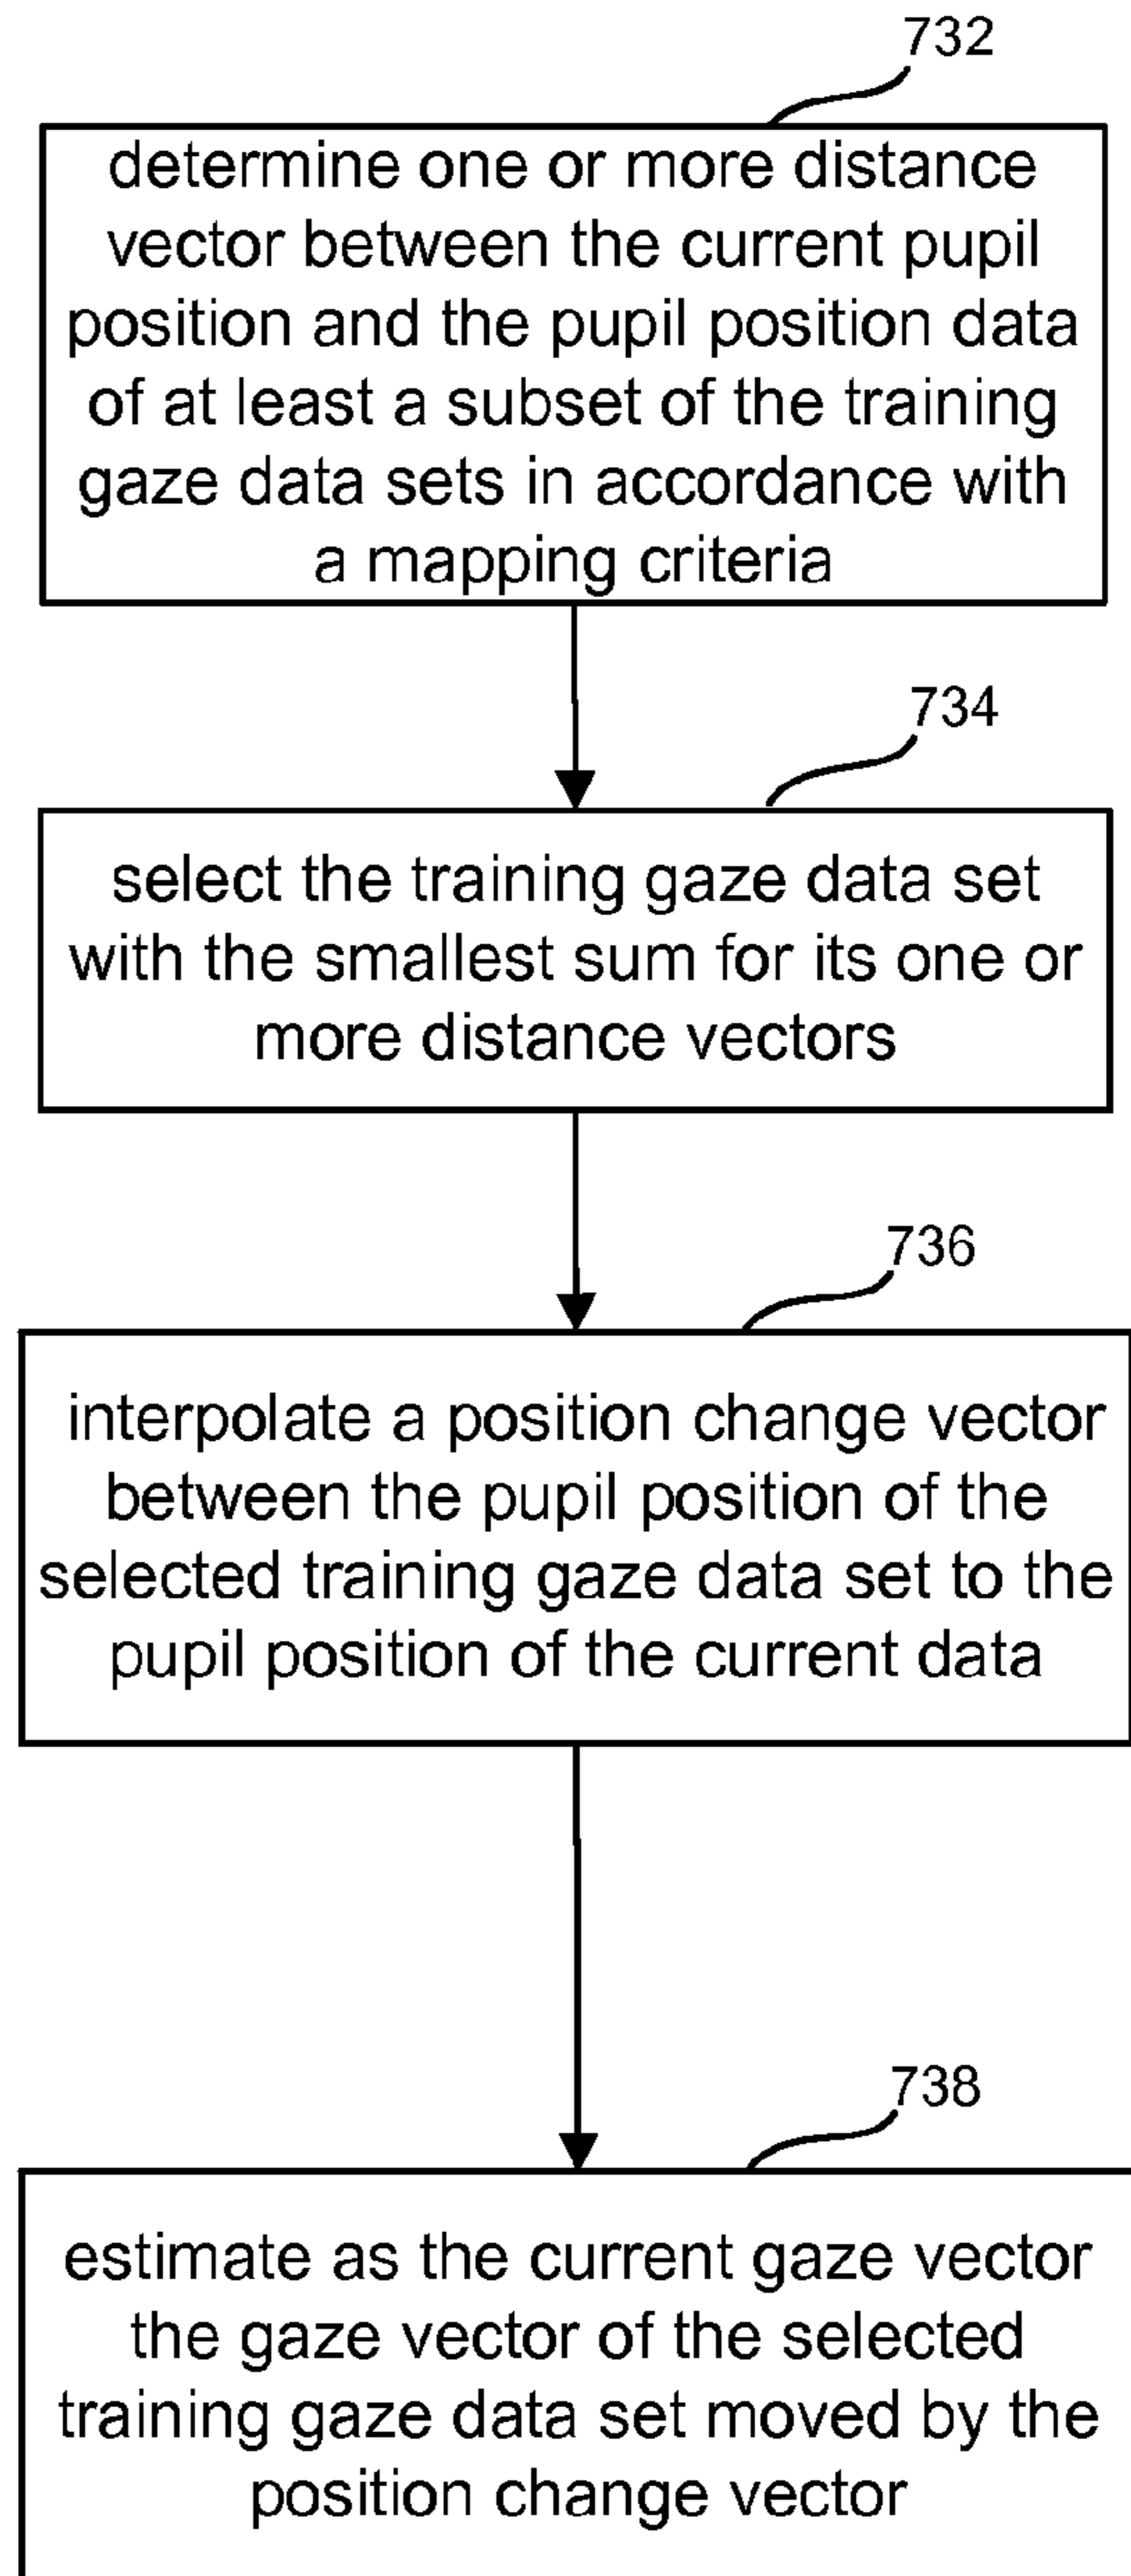 732
determine one or more distance
vector between the current pupil
position and the pupil position data
of at least a subset of the training
gaze data sets in accordance with
a mapping criteria
734
select the training gaze data set
with the smallest sum for its one or
more distance vectors
736
interpolate a position change vector
between the pupil position of the
selected training gaze data set to the
pupil position of the current data
738
estimate as the current gaze vector
the gaze vector of the selected
training gaze data set moved by the
position change vector